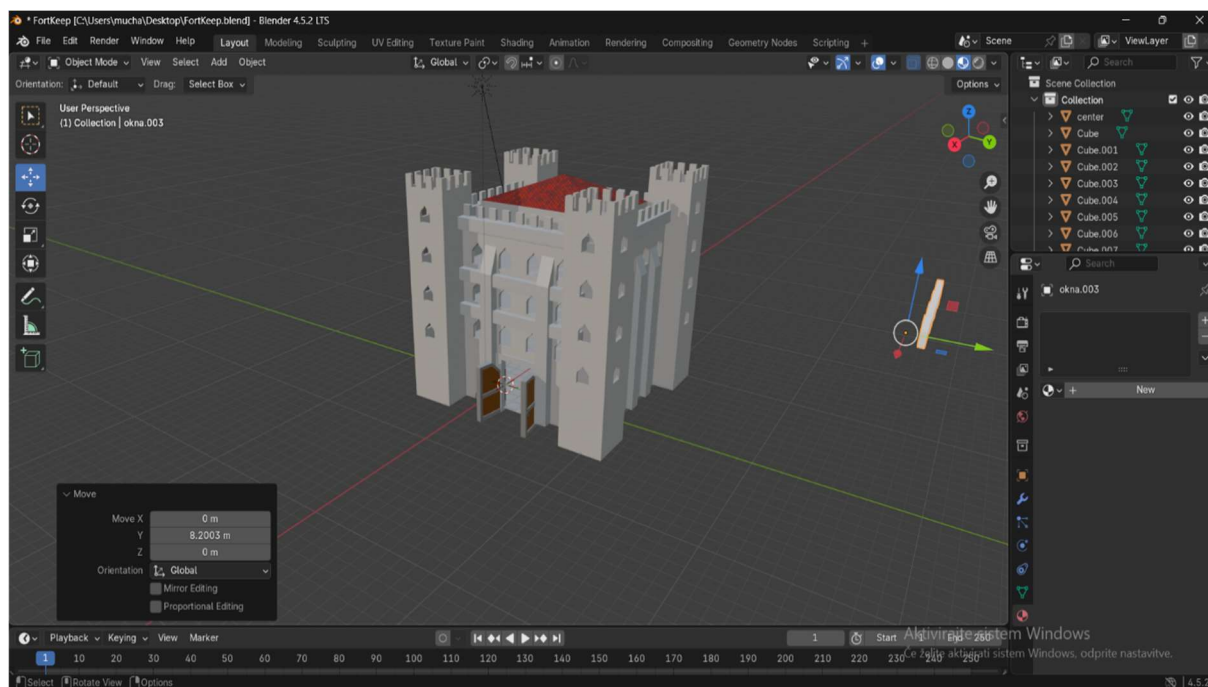 * FortKeep [C:\Users\mucha\Desktop\FortKeep.blend] - Blender 4.5.2 LTS
File Edit Render Window Help Layout Modeling Sculpting UV Editing Texture Paint Shading Animation Rendering Compositing Geometry Nodes Scripting + Scene ViewLayer
Object Mode View Select Add Object Global Search
Orientation: Default Drag: Select Box Options
User Perspective
(1) Collection | okna.003
Scene Collection
Collection
center
Cube
Cube.001
Cube.002
Cube.003
Cube.004
Cube.005
Cube.006
Cube.007
Search
okna.003
New
X
Y
Z
Move
Move X 0 m
Y 8.2003 m
Z 0 m
Orientation Global
Mirror Editing
Proportional Editing
Playback Keying View Marker 1 Start 1 End 250
1 10 20 30 40 50 60 70 80 90 100 110 120 130 140 150 160 170 180 190 200 210 220 230 240 250
Aktivirajte sistem Windows
Če želite aktivirati sistem Windows, odprite nastavitve.
Select Rotate View Options 4.5.2